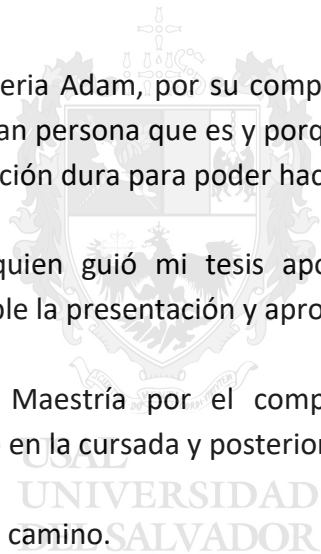 eria Adam, por su comp
an persona que es y porq
ción dura para poder hac
quien guió mi tesis apo
ble la presentación y apro
Maestría por el comp
en la cursada y posterior
USAL
UNIVERSIDAD
camino.
DEL SALVADOR